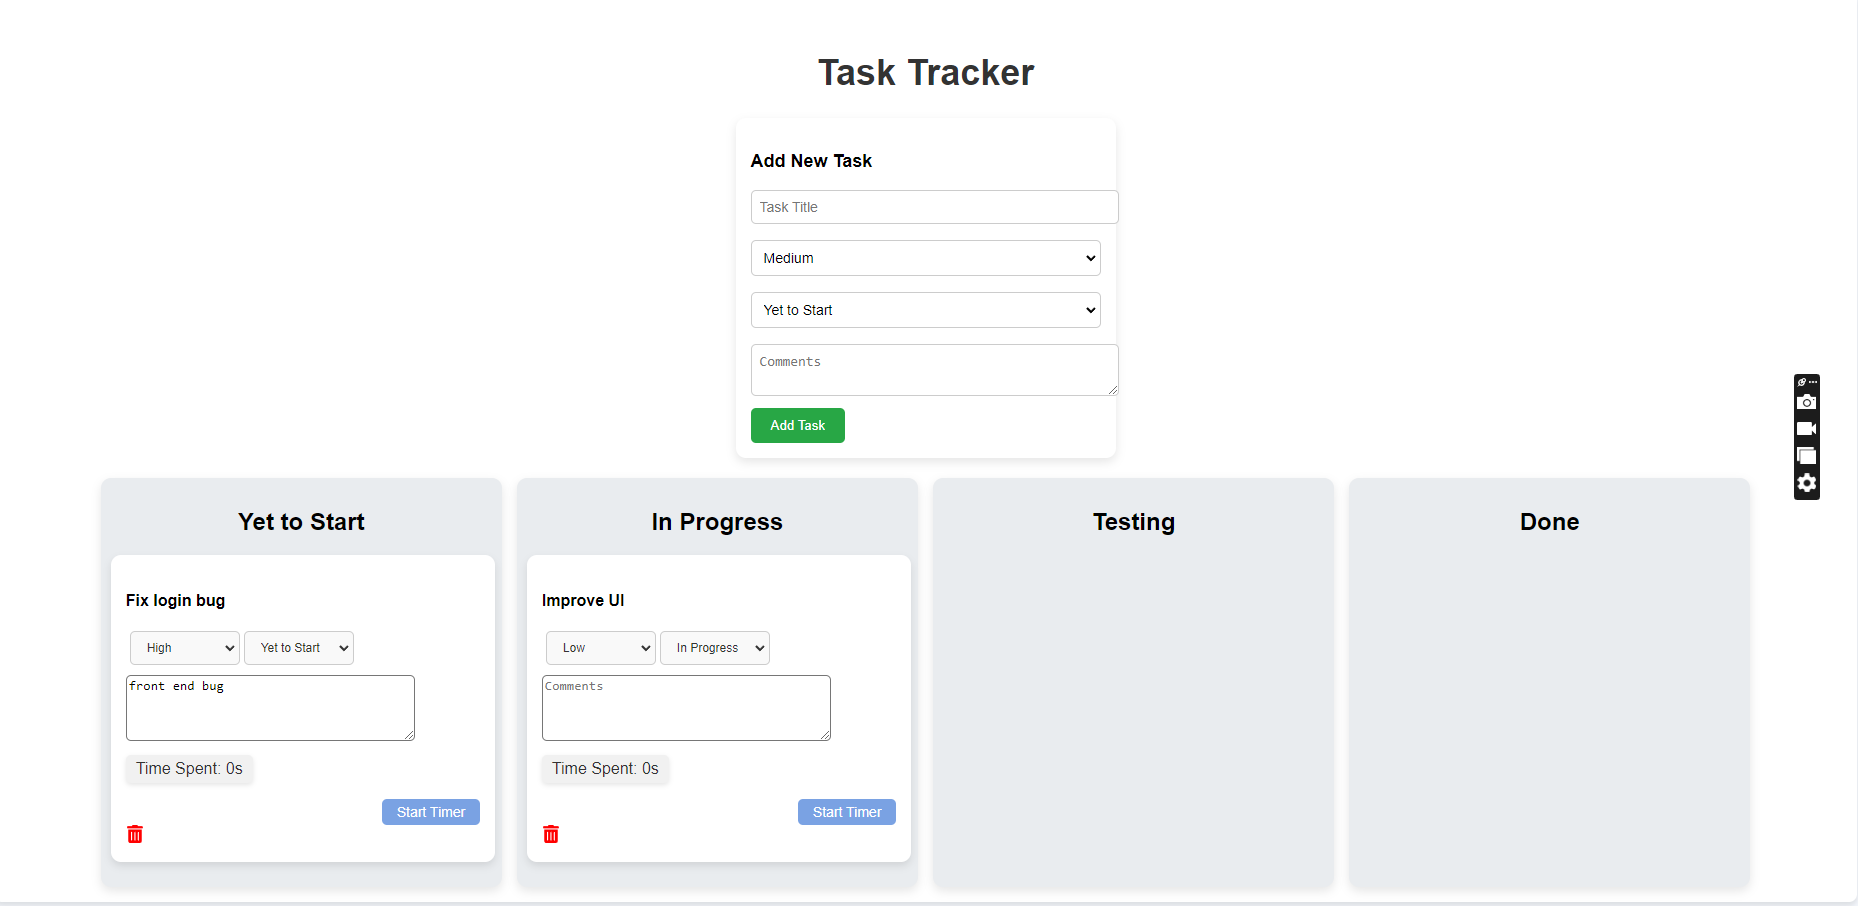 Task Tracker
Add New Task
Task Title
Medium
Yet to Start
Comments
Add Task
Yet to Start
Fix login bug
High
Yet to Start
front end bug
Time Spent: 0s
Start Timer
In Progress
Improve UI
Low
In Progress
Comments
Time Spent: 0s
Start Timer
Testing
Done